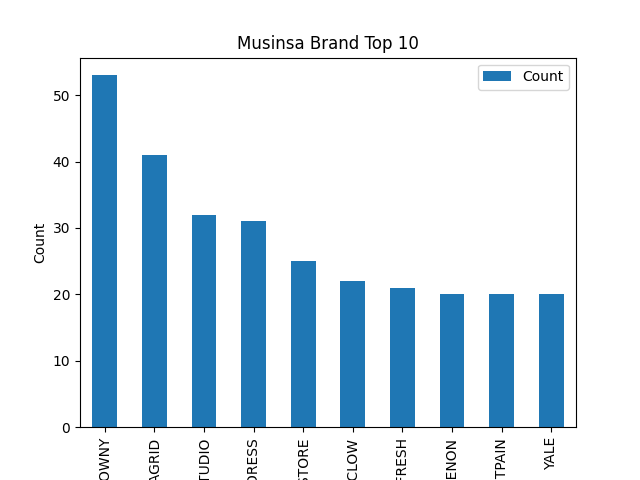 Musinsa Brand Top 10
Count
50
40
30
20
10
0
Count
OWNY
AGRID
TUDIO
DRESS
STORE
CLOW
FRESH
ENON
TPAIN
YALE